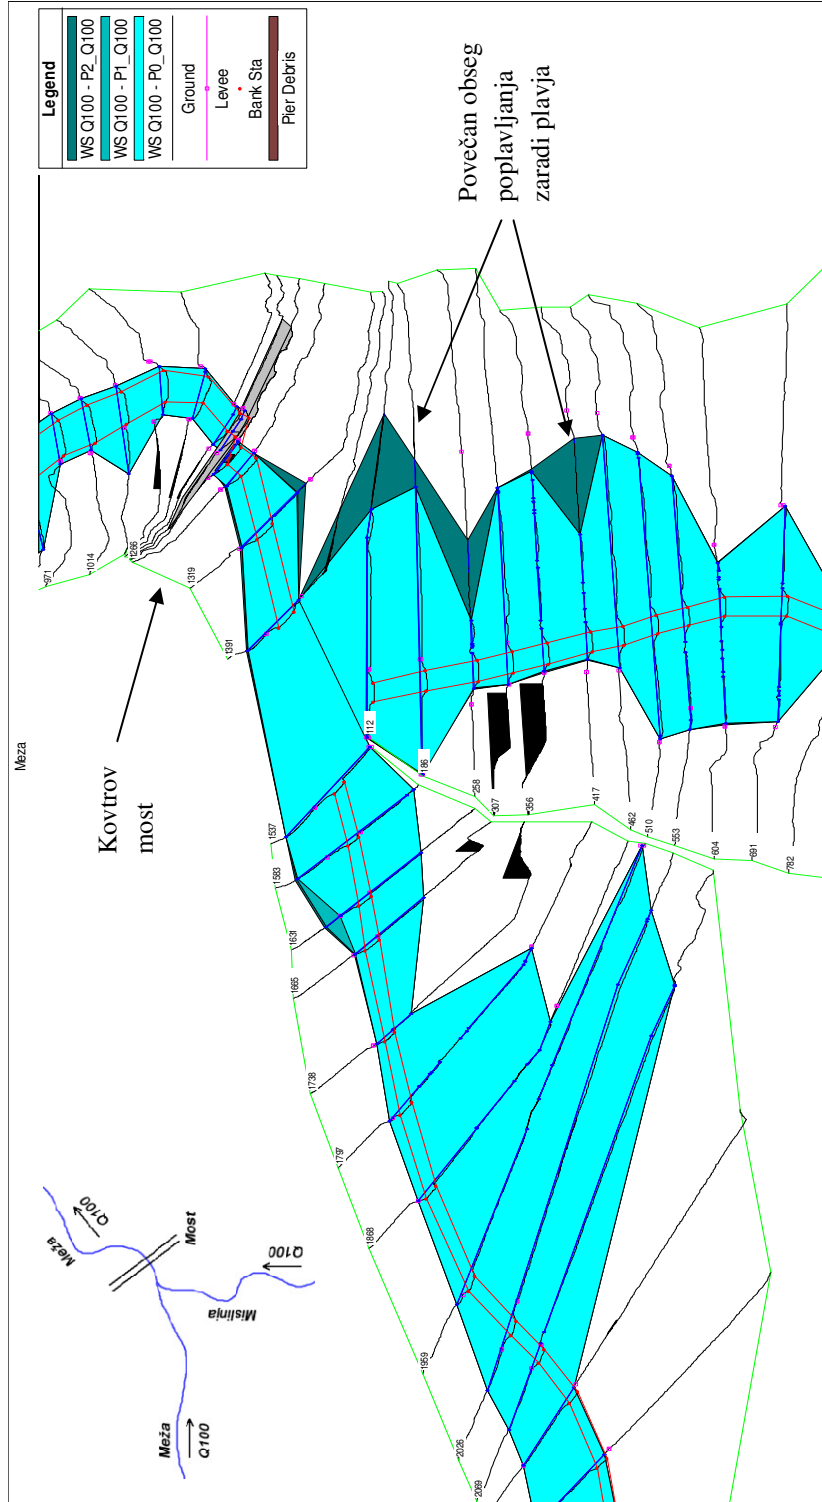 Meza
Legend
WS Q100 - P2_Q100
WS Q100 - P1_Q100
WS Q100 - P0_Q100
Ground
Levee
Bank Sta
Pier Debris
Povečan obseg
poplavljanja
zaradi plavja
Kovtrov
most
971
1014
1266
1319
1391
1537
1583
1631
1665
1738
1797
1868
1959
2026
2069
112
186
258
307
356
417
462
510
553
604
691
782
Meža
Q100
Most
Q100
Mislinja
Meža
Q100